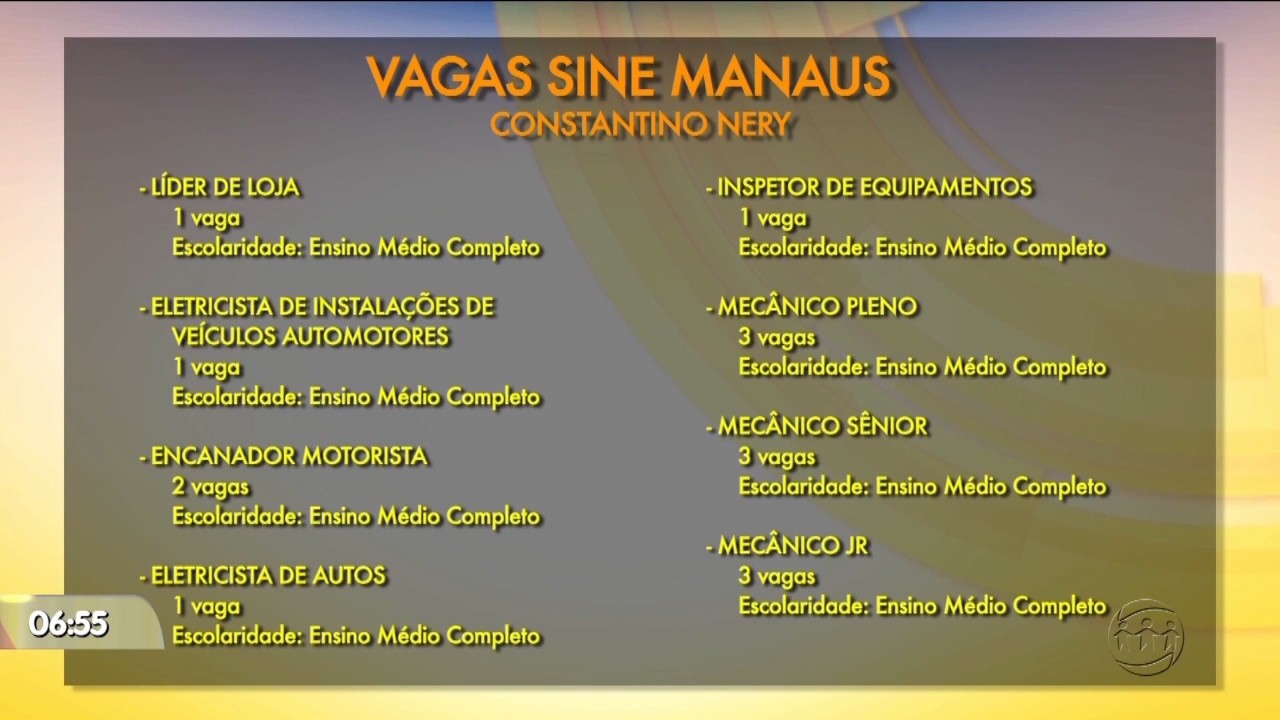 VAGAS SINE MANAUS
CONSTANTINO NERY
- LÍDER DE LOJA
1 vaga
Escolaridade: Ensino Médio Completo
- ELETRICISTA DE INSTALAÇÕES DE
VEÍCULOS AUTOMOTORES
1 vaga
Escolaridade: Ensino Médio Completo
- ENCANADOR MOTORISTA
2 vagas
Escolaridade: Ensino Médio Completo
- ELETRICISTA DE AUTOS
1 vaga
Escolaridade: Ensino Médio Completo
- INSPETOR DE EQUIPAMENTOS
1 vaga
Escolaridade: Ensino Médio Completo
- MECÂNICO PLENO
3 vagas
Escolaridade: Ensino Médio Completo
- MECÂNICO SÊNIOR
3 vagas
Escolaridade: Ensino Médio Completo
- MECÂNICO JR
3 vagas
Escolaridade: Ensino Médio Completo
06:55